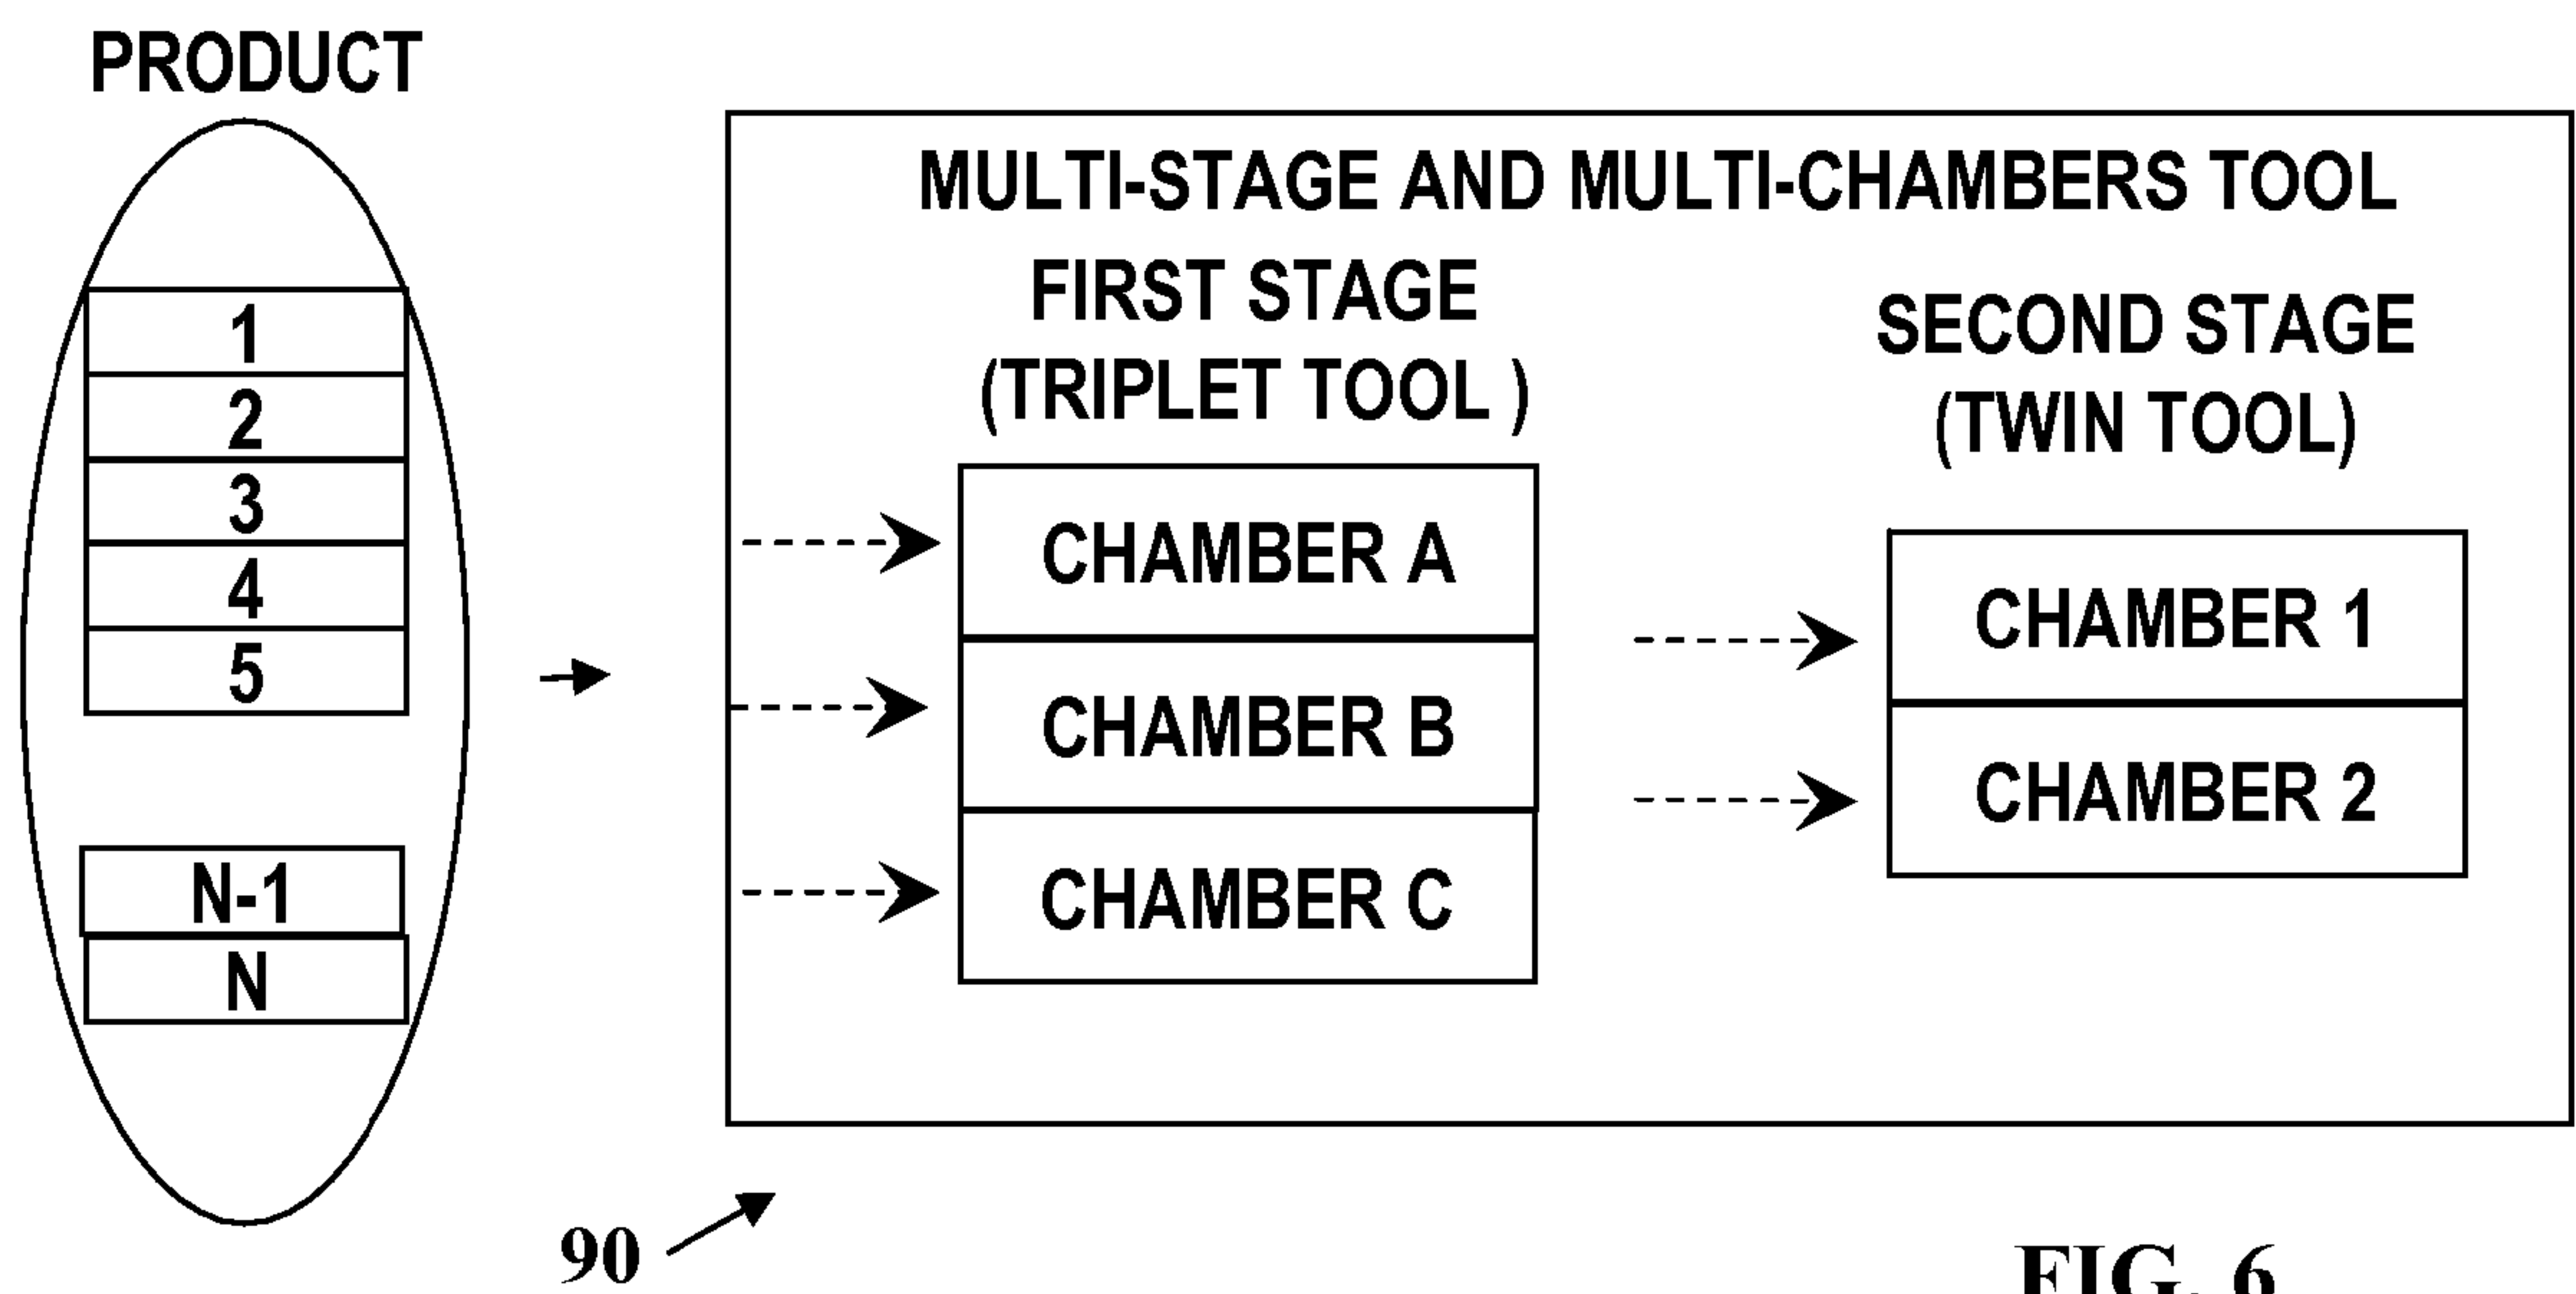 PRODUCT
1
2
3
4
5
N-1
N
MULTI-STAGE AND MULTI-CHAMBERS TOOL
FIRST STAGE
(TRIPLET TOOL )
CHAMBER A
CHAMBER B
CHAMBER C
SECOND STAGE
(TWIN TOOL)
CHAMBER 1
CHAMBER 2
90
FIG. 6